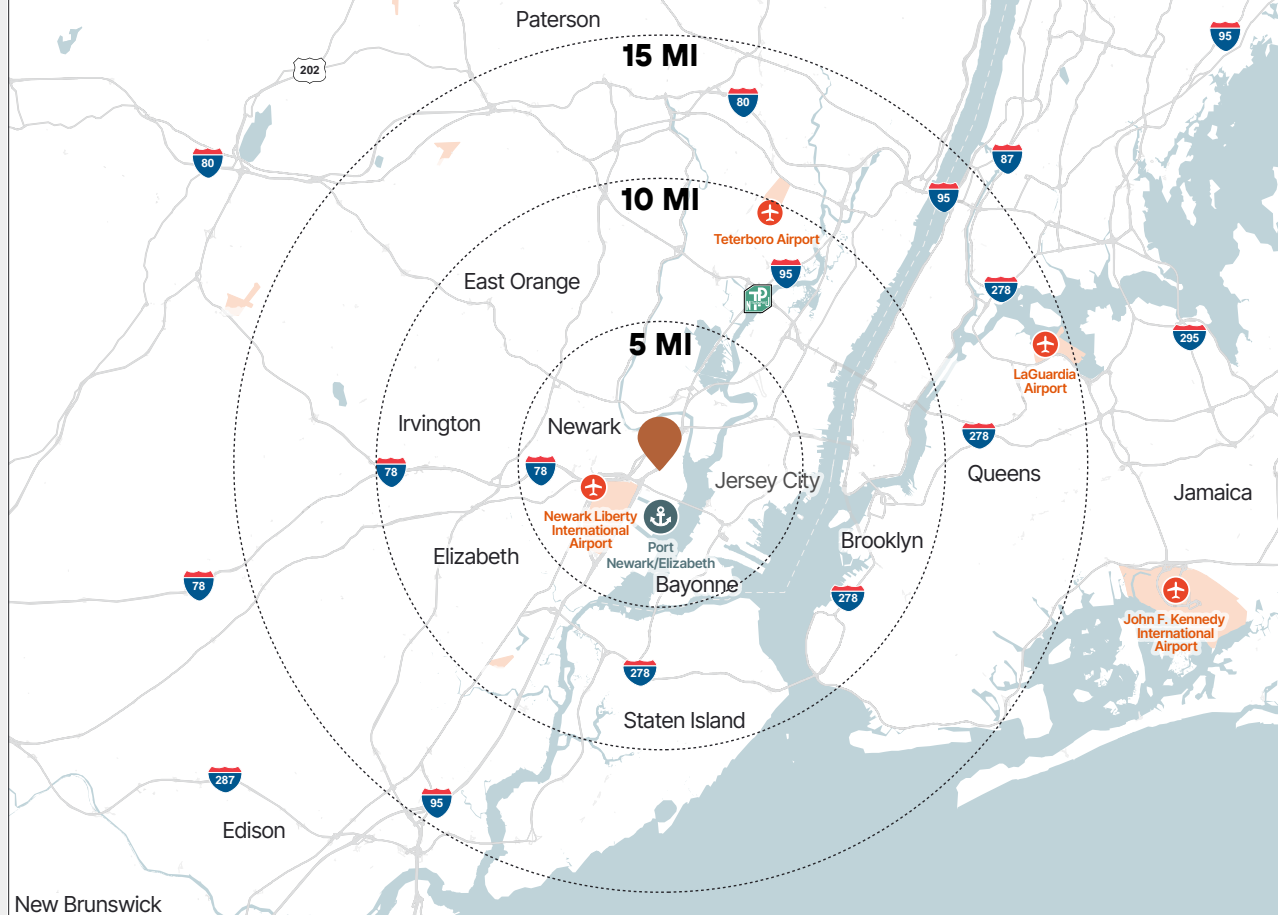 Paterson
15 MI
95
202
80
80
87
95
10 MI
Teterboro Airport
95
East Orange
278
295
5 MI
LaGuardia
Airport
Irvington
Newark
278
78
78
Queens
Jersey City
Jamaica
Newark Liberty
International
Airport
Port
Newark/Elizabeth
Brooklyn
Elizabeth
Bayonne
78
278
John F. Kennedy
International
Airport
278
Staten Island
287
95
Edison
New Brunswick